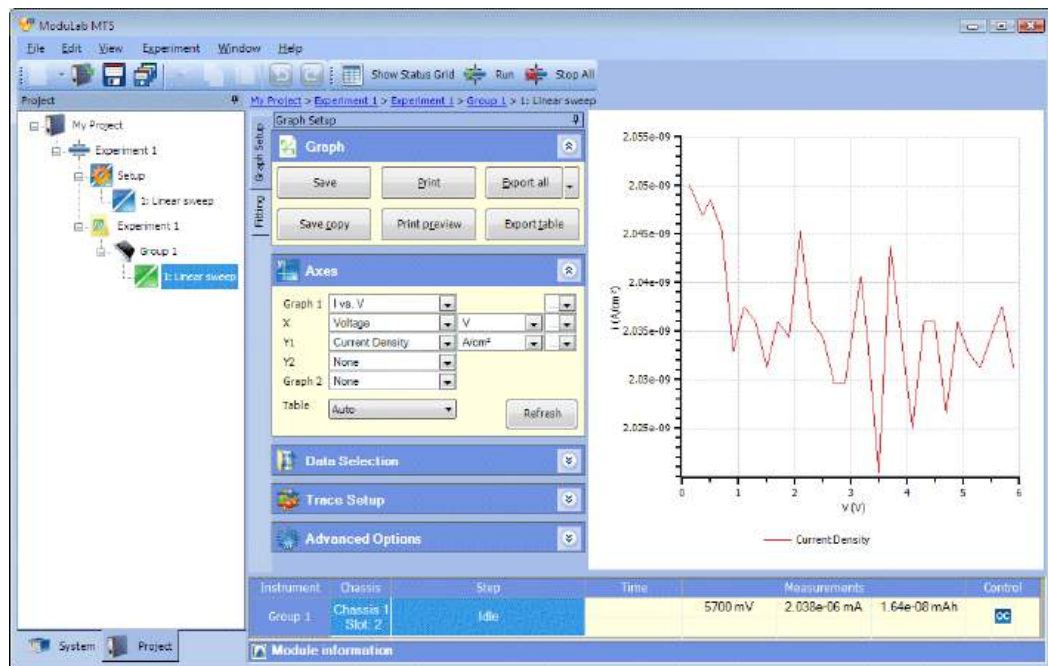 ModuLab MTS
File Edit View Experiment Window Help
Show Status Grid Run Stop All
Project
My Project > Experiment 1 > Experiment 1 > Group 1 > 1: Linear sweep
My Project
Experiment 1
Setup
1: Linear sweep
Experiment 1
Group 1
1: Linear sweep
Graph Setup
Fitting
Graph Setup
Graph
Save Print Export all
Save copy Print preview Export table
Axes
Graph 1 I vs. V ...
X Voltage V ...
Y1 Current Density A/cm² ...
Y2 None
Graph 2 None
Table Auto Refresh
Data Selection
Trace Setup
Advanced Options
2.055e-09
2.05e-09
2.045e-09
2.04e-09
2.035e-09
2.03e-09
2.025e-09
i (A/cm²)
0 1 2 3 4 5 6
V (V)
Current Density
Instrument Chassis Step Time Measurements Control
Group 1 Chassis 1 Slot: 2 Idle 5700 mV 2.038e-06 mA 1.64e-08 mAh OC
System Project
Module information